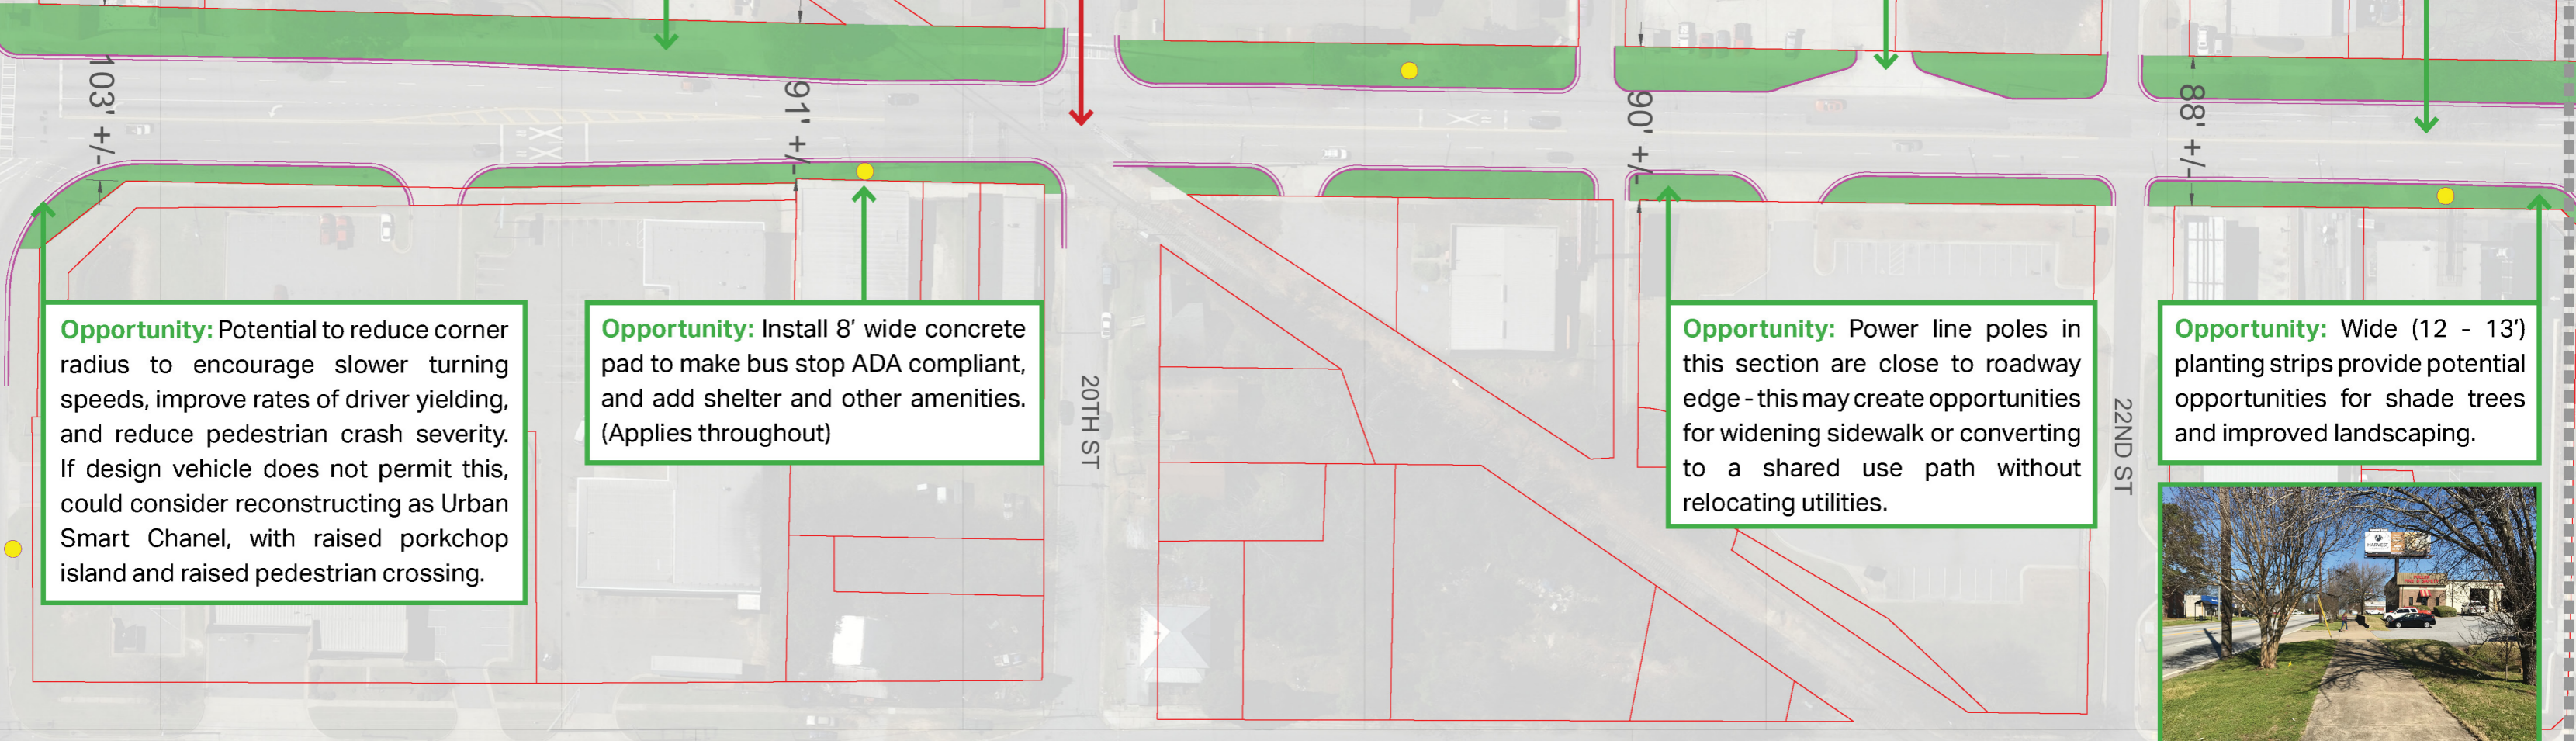 103' +/-
91' +/-
90' +/-
88' +/-
Opportunity: Potential to reduce corner
radius to encourage slower turning
speeds, improve rates of driver yielding,
and reduce pedestrian crash severity.
If design vehicle does not permit this,
could consider reconstructing as Urban
Smart Chanel, with raised porkchop
island and raised pedestrian crossing.
Opportunity: Install 8’ wide concrete
pad to make bus stop ADA compliant,
and add shelter and other amenities.
(Applies throughout)
20TH ST
Opportunity: Power line poles in
this section are close to roadway
edge - this may create opportunities
for widening sidewalk or converting
to a shared use path without
relocating utilities.
22ND ST
Opportunity: Wide (12 - 13’)
planting strips provide potential
opportunities for shade trees
and improved landscaping.